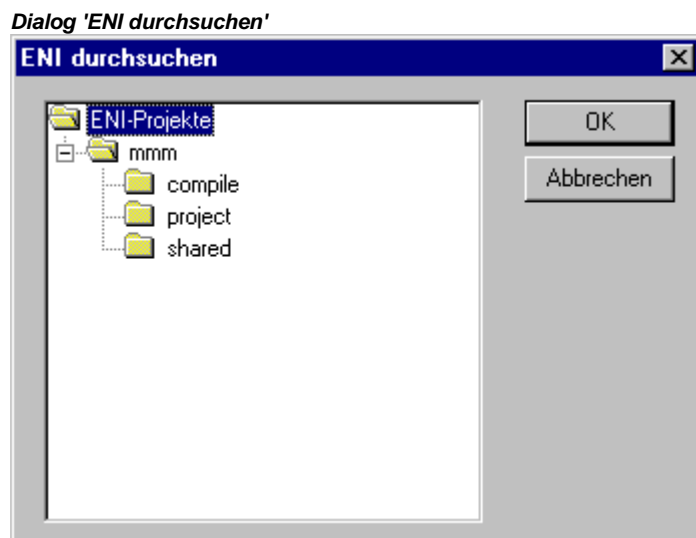 Dialog 'ENI durchsuchen'
ENI durchsuchen
ENI-Projekte
OK
mmm
compile
Abbrechen
project
shared